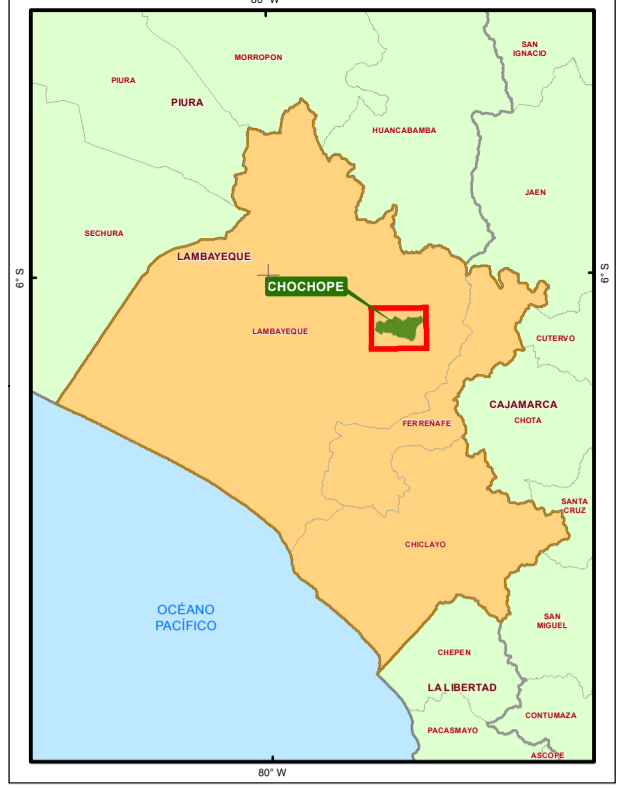 80° W
SAN
IGNACIO
MORROPON
PIURA
PIURA
HUANCABAMBA
JAEN
SECHURA
LAMBAYEQUE
6° S
6° S
CHOCHOPE
LAMBAYEQUE
CUTERVO
CAJAMARCA
CHOTA
FERREÑAFE
SANTA
CRUZ
CHICLAYO
OCÉANO
PACÍFICO
SAN
MIGUEL
CHEPEN
LA LIBERTAD
CONTUMAZA
PACASMAYO
ASCOPE
80° W